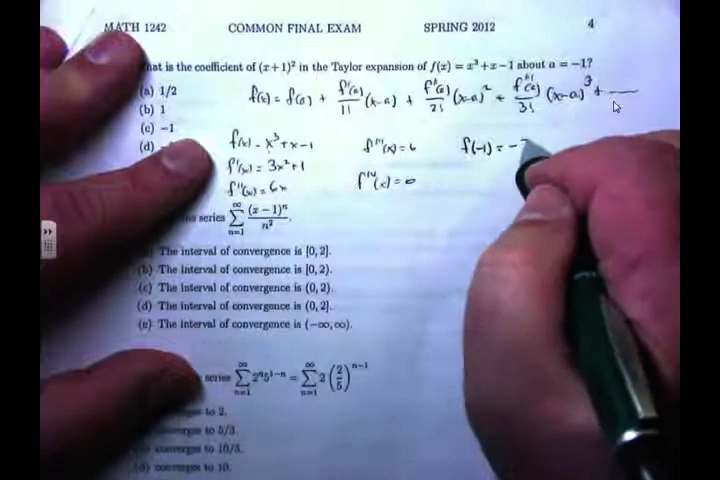 MATH 1242 COMMON FINAL EXAM SPRING 2012 4
hat is the coefficient of (x + 1)² in the Taylor expansion of f(x) = x³ + x − 1 about a = −1?
(a) 1/2
f(x) = f(a) + f'(a)/1! (x-a) + f''(a)/2! (x-a)² + f'''(a)/3! (x-a)³ + —
(b) 1
(c) −1
(d)
f(x) = x³ + x - 1 f'''(x) = 6 f(-1) = -
f'(x) = 3x² + 1
f''(x) = 6x f''''(x) = 0
series ∑_{n=1}^{∞} (x − 1)ⁿ/n².
The interval of convergence is [0, 2].
(b) The interval of convergence is [0, 2).
(c) The interval of convergence is (0, 2).
(d) The interval of convergence is (0, 2].
(e) The interval of convergence is (−∞, ∞).
series ∑_{n=1}^{∞} 2ⁿ5^{1−n} = ∑_{n=1}^{∞} 2 (2/5)^{n−1}
to 2.
to 5/3.
converges to 10/3.
(d) converges to 10.